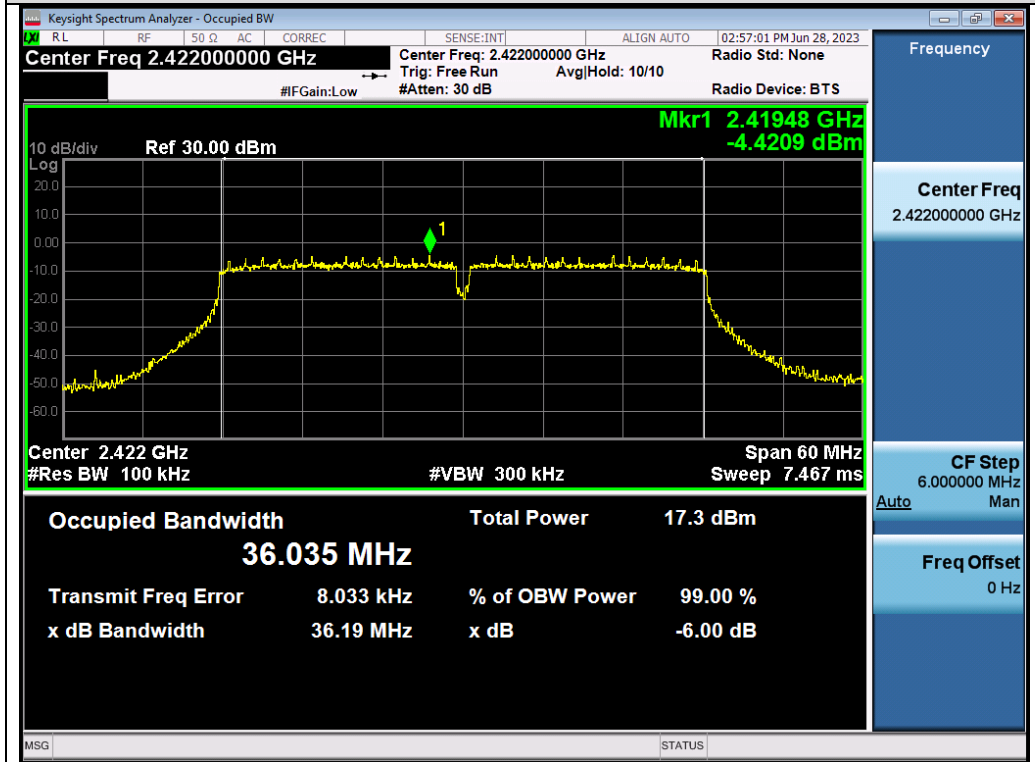 Keysight Spectrum Analyzer - Occupied BW
LXI RL RF 50 Ω AC CORREC SENSE:INT ALIGN AUTO 02:57:01 PM Jun 28, 2023
Center Freq 2.422000000 GHz
#IFGain:Low
Center Freq: 2.422000000 GHz
Trig: Free Run Avg|Hold: 10/10
#Atten: 30 dB
Radio Std: None
Radio Device: BTS
Mkr1 2.41948 GHz
-4.4209 dBm
10 dB/div Ref 30.00 dBm
Log
20.0
10.0
0.00
-10.0
-20.0
-30.0
-40.0
-50.0
-60.0
1
Center 2.422 GHz Span 60 MHz
#Res BW 100 kHz #VBW 300 kHz Sweep 7.467 ms
Occupied Bandwidth
36.035 MHz
Total Power 17.3 dBm
Transmit Freq Error 8.033 kHz % of OBW Power 99.00 %
x dB Bandwidth 36.19 MHz x dB -6.00 dB
Frequency
Center Freq
2.422000000 GHz
CF Step
6.000000 MHz
Auto Man
Freq Offset
0 Hz
MSG STATUS